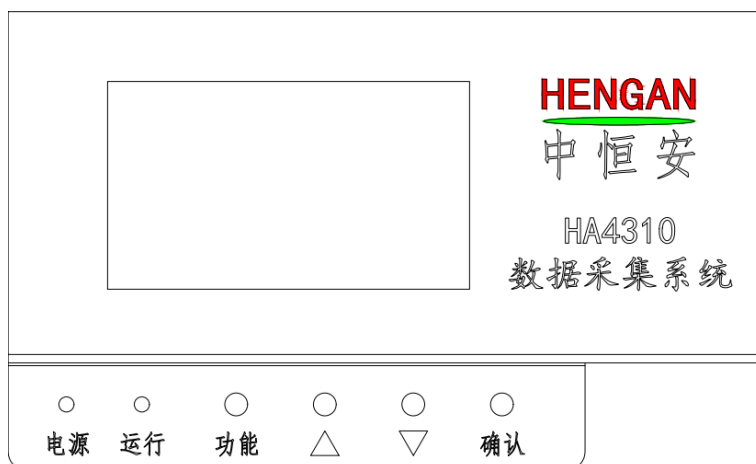 HENGAN
中恒安
HA4310
数据采集系统
电源 运行 功能 △ ▽ 确认